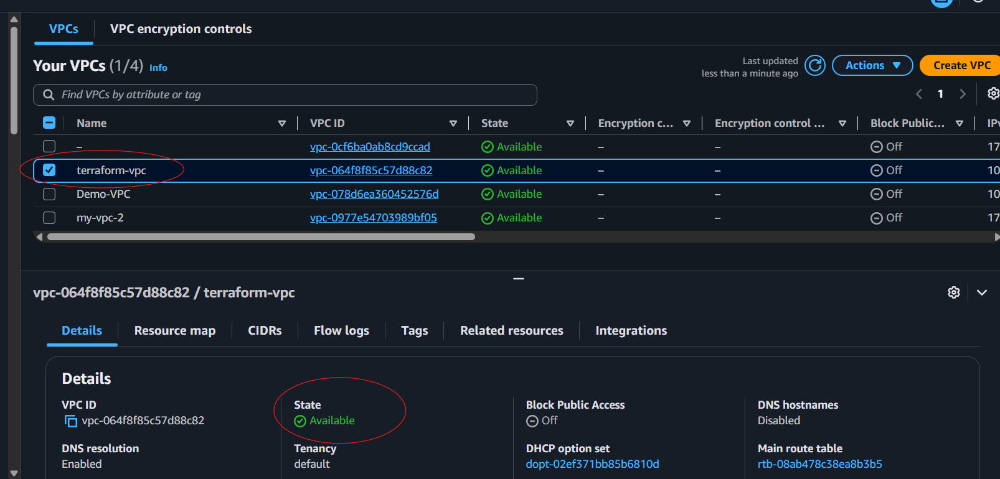 VPCs VPC encryption controls
Your VPCs (1/4) Info
Last updated
less than a minute ago
Actions
Create VPC
Find VPCs by attribute or tag
1
Name VPC ID State Encryption c... Encryption control ... Block Public... IPv
– vpc-0cf6ba0ab8cd9ccad Available – – Off 17
terraform-vpc vpc-064f8f85c57d88c82 Available – – Off 10
Demo-VPC vpc-078d6ea360452576d Available – – Off 10
my-vpc-2 vpc-0977e54703989bf05 Available – – Off 17
vpc-064f8f85c57d88c82 / terraform-vpc
Details Resource map CIDRs Flow logs Tags Related resources Integrations
Details
VPC ID State Block Public Access DNS hostnames
vpc-064f8f85c57d88c82 Available Off Disabled
DNS resolution Tenancy DHCP option set Main route table
Enabled default dopt-02ef371bb85b6810d rtb-08ab478c38ea8b3b5